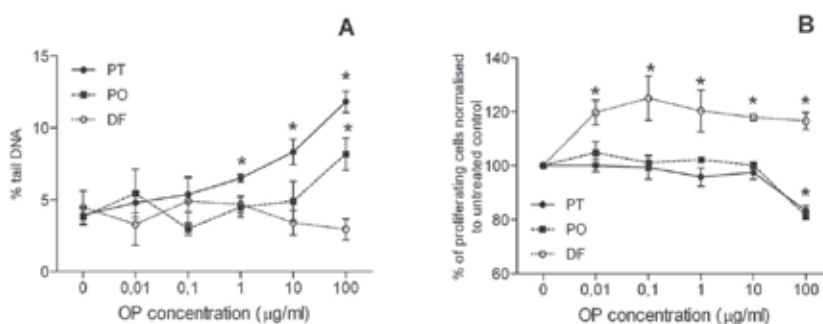 A
15
10
5
0
% tail DNA
PT
PO
DF
*
*
*
*
0 0,01 0,1 1 10 100
OP concentration (µg/ml)
B
140
120
100
80
60
% of proliferating cells normalised
to untreated control
* * * * *
*
PT
PO
DF
0 0,01 0,1 1 10 100
OP concentration (µg/ml)